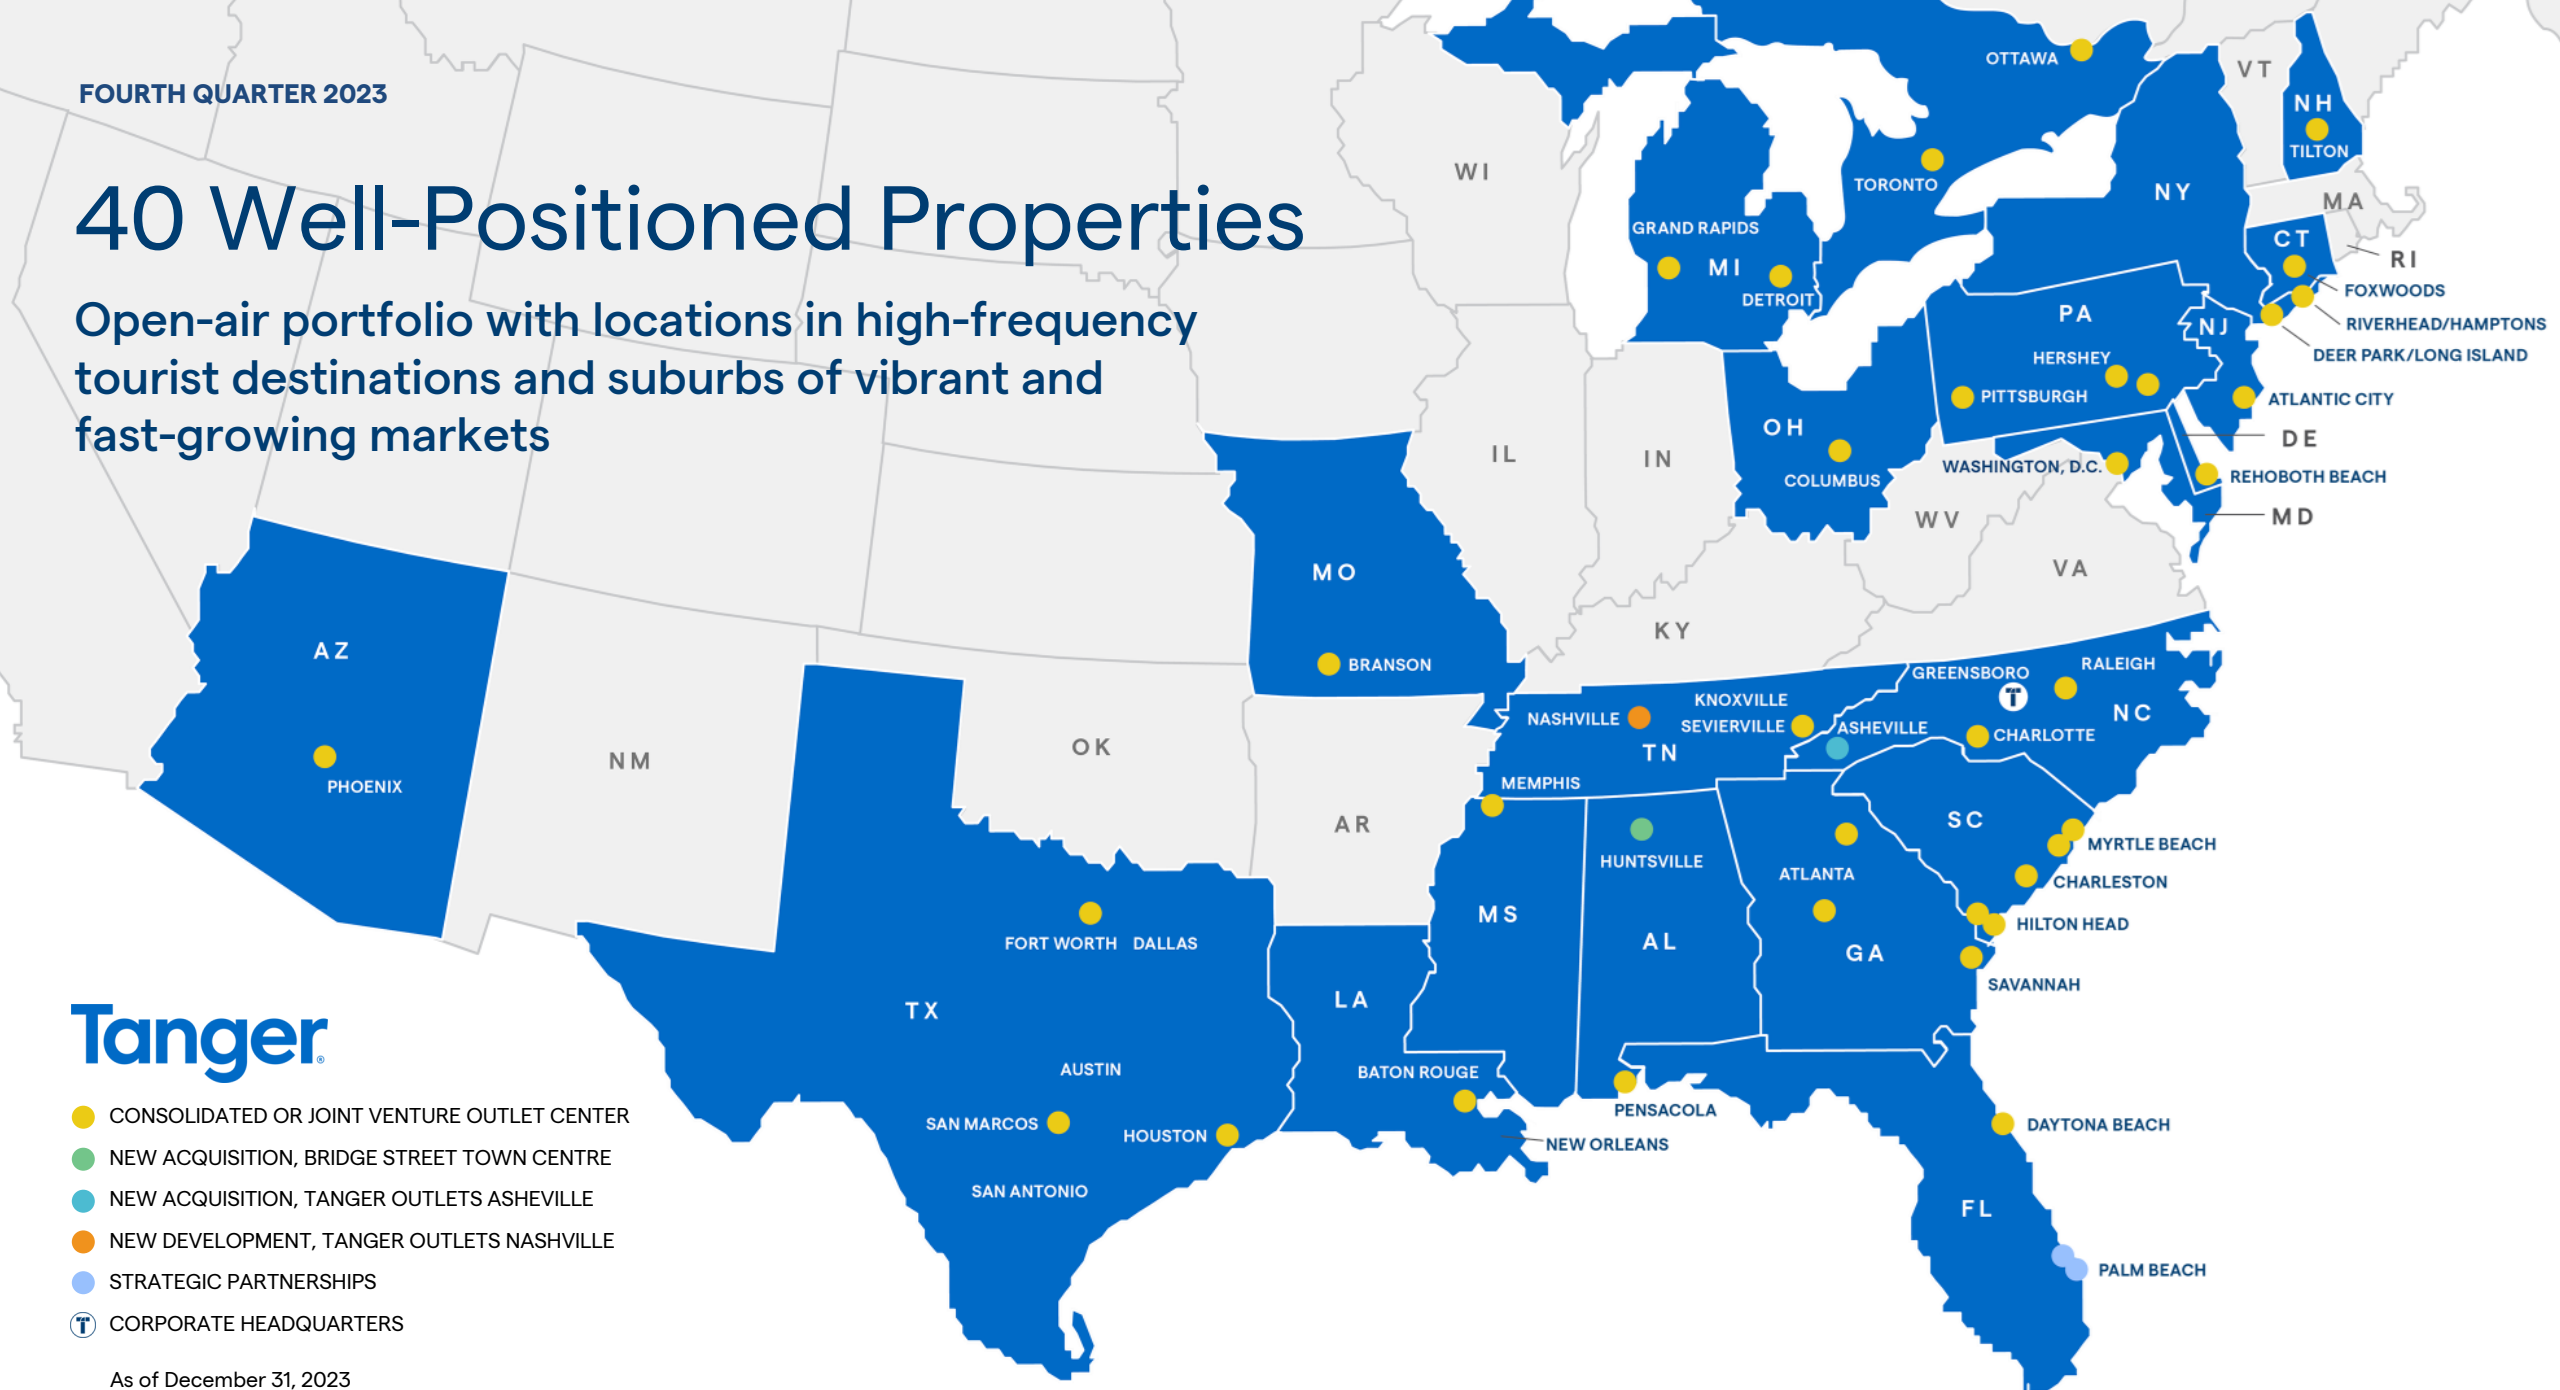 FOURTH QUARTER 2023
40 Well-Positioned Properties
Open-air portfolio with locations in high-frequency
tourist destinations and suburbs of vibrant and
fast-growing markets
OTTAWA
VT
NH
TILTON
WI
TORONTO
NY
MA
GRAND RAPIDS
MI
DETROIT
CT
RI
FOXWOODS
RIVERHEAD/HAMPTONS
DEER PARK/LONG ISLAND
PA
NJ
HERSHEY
PITTSBURGH
ATLANTIC CITY
DE
OH
COLUMBUS
WASHINGTON, D.C.
REHOBOTH BEACH
MD
IL
IN
WV
VA
MO
BRANSON
KY
AZ
PHOENIX
NM
OK
AR
GREENSBORO
RALEIGH
T
NC
CHARLOTTE
KNOXVILLE
SEVIERVILLE
ASHEVILLE
NASHVILLE
TN
MEMPHIS
HUNTSVILLE
ATLANTA
SC
MYRTLE BEACH
CHARLESTON
HILTON HEAD
SAVANNAH
MS
AL
GA
FORT WORTH DALLAS
TX
LA
AUSTIN
SAN MARCOS
HOUSTON
SAN ANTONIO
BATON ROUGE
NEW ORLEANS
PENSACOLA
DAYTONA BEACH
FL
PALM BEACH
Tanger®
CONSOLIDATED OR JOINT VENTURE OUTLET CENTER
NEW ACQUISITION, BRIDGE STREET TOWN CENTRE
NEW ACQUISITION, TANGER OUTLETS ASHEVILLE
NEW DEVELOPMENT, TANGER OUTLETS NASHVILLE
STRATEGIC PARTNERSHIPS
T CORPORATE HEADQUARTERS
As of December 31, 2023